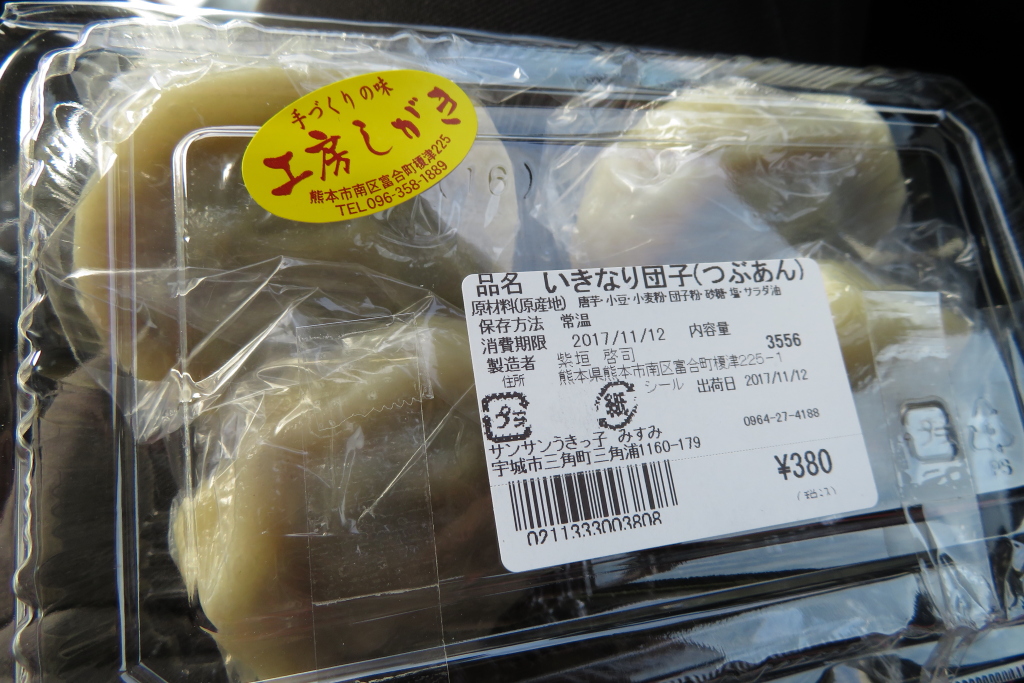 手づくりの味
工房しがき
熊本市南区富合町榎津225
TEL096-358-1889
品名 いきなり団子(つぶあん)
原材料(原産地) 唐芋・小豆・小麦粉・団子粉・砂糖・塩・サラダ油
保存方法 常温
消費期限 2017/11/12 内容量
3556
製造者 紫垣 啓司
住所 熊本県熊本市南区富合町榎津225-1
プラ 紙 シール 出荷日 2017/11/12
0964-27-4188
サンサンうきっ子 みすみ
宇城市三角町三角浦1160-179
¥380
(税込)
0211333003808